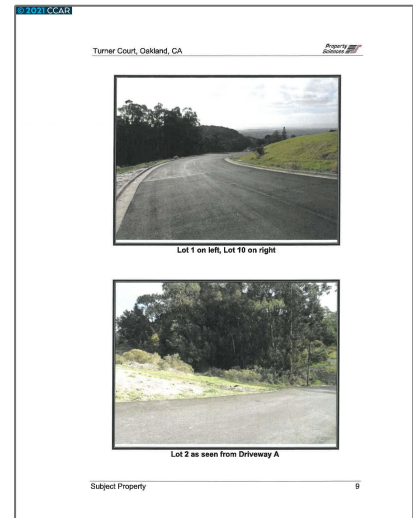 © 2021 CCAR
Turner Court, Oakland, CA
Property
Sciences
Lot 1 on left, Lot 10 on right
Lot 2 as seen from Driveway A
Subject Property 9